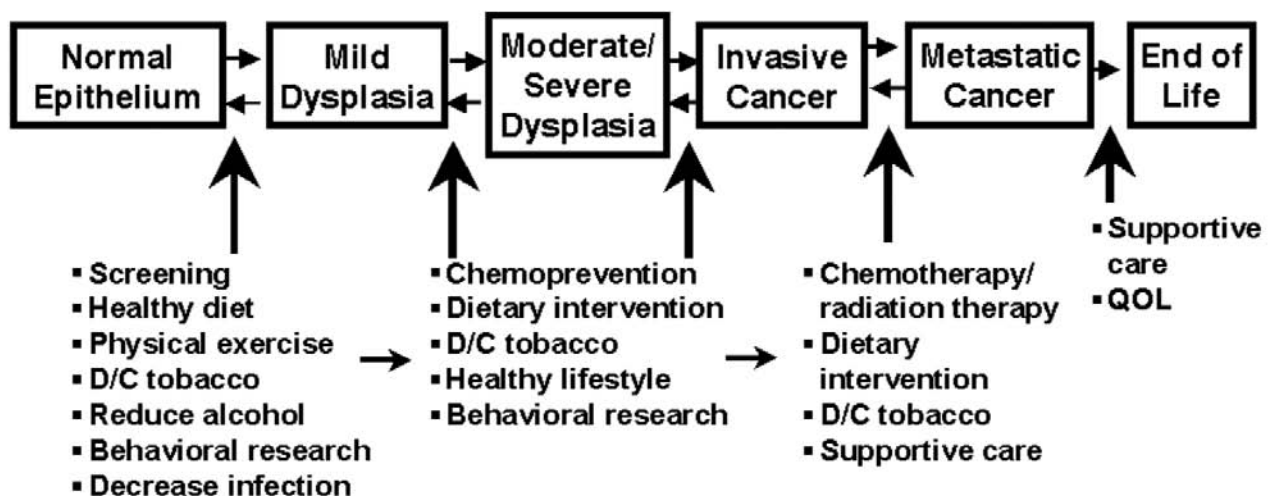 Normal
Epithelium
Mild
Dysplasia
Moderate/
Severe
Dysplasia
Invasive
Cancer
Metastatic
Cancer
End of
Life
▪ Screening
▪ Healthy diet
▪ Physical exercise
▪ D/C tobacco
▪ Reduce alcohol
▪ Behavioral research
▪ Decrease infection
▪ Chemoprevention
▪ Dietary intervention
▪ D/C tobacco
▪ Healthy lifestyle
▪ Behavioral research
▪ Chemotherapy/
radiation therapy
▪ Dietary
intervention
▪ D/C tobacco
▪ Supportive care
▪ Supportive
care
▪ QOL